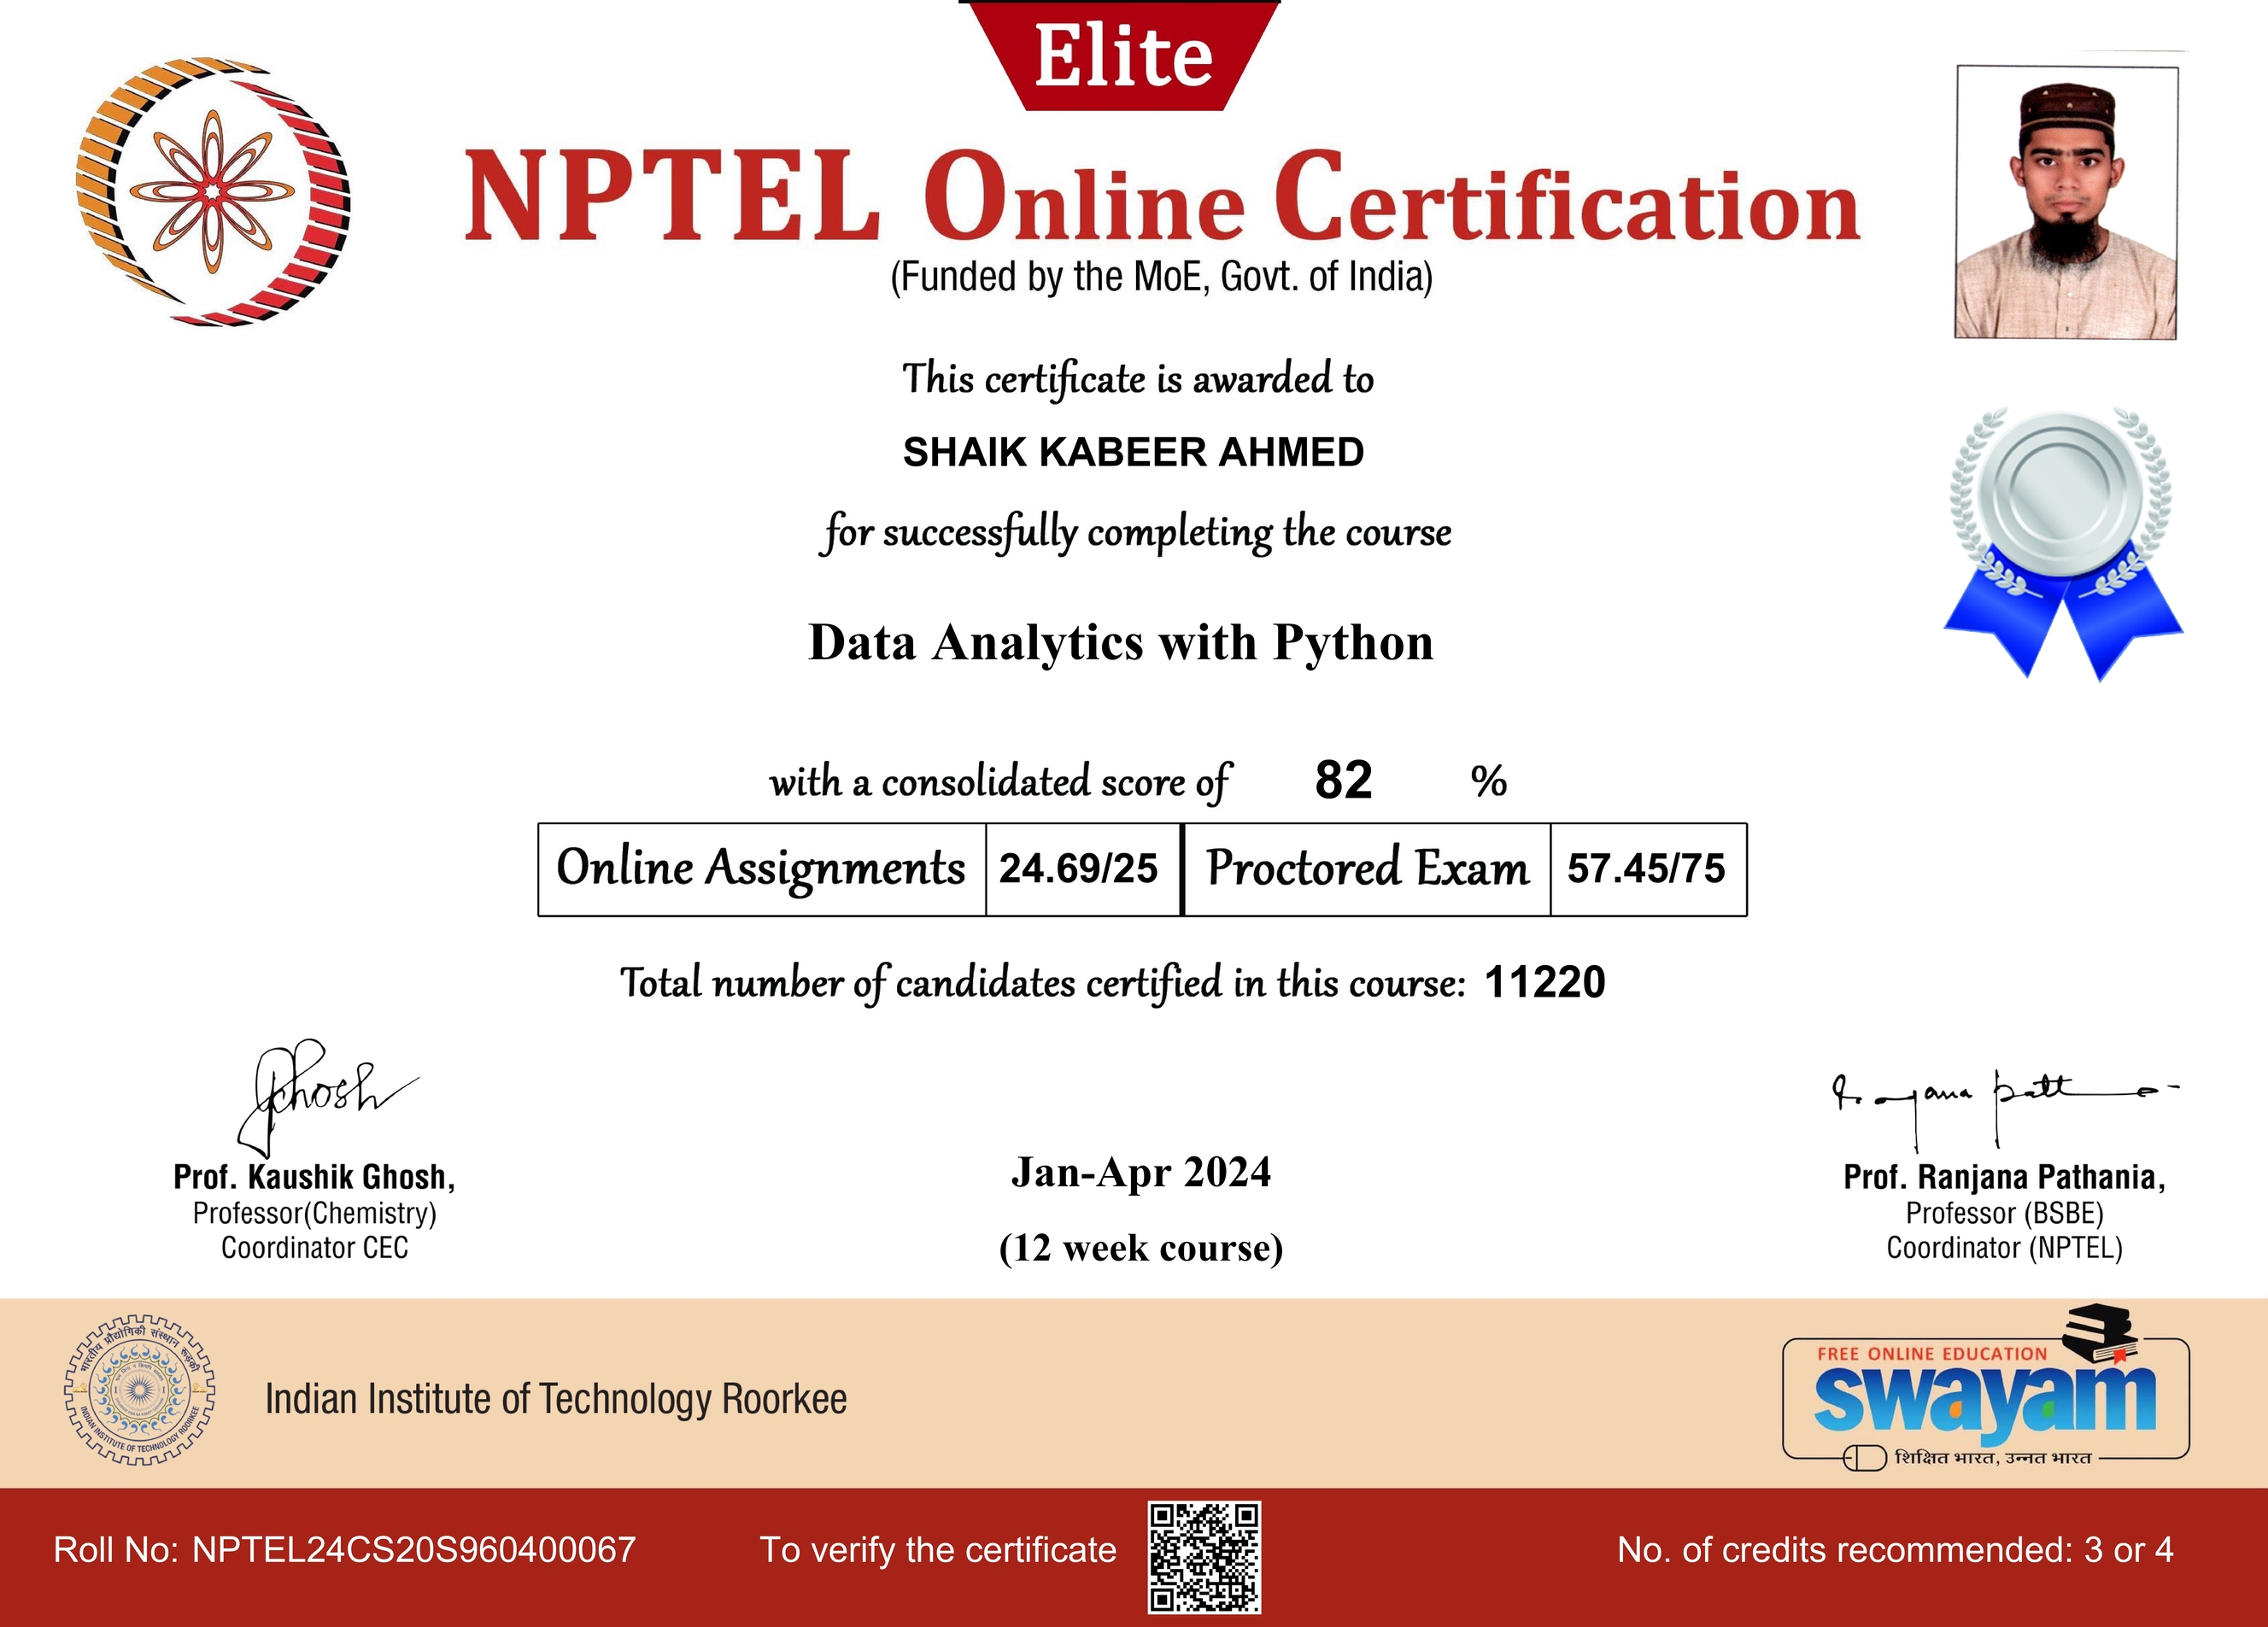 Elite
NPTEL Online Certification
(Funded by the MoE, Govt. of India)
This certificate is awarded to
SHAIK KABEER AHMED
for successfully completing the course
Data Analytics with Python
with a consolidated score of 82 %
Online Assignments 24.69/25 Proctored Exam 57.45/75
Total number of candidates certified in this course: 11220
Ghosh
Prof. Kaushik Ghosh,
Professor(Chemistry)
Coordinator CEC
Jan-Apr 2024
(12 week course)
Prof. Ranjana Pathania,
Professor (BSBE)
Coordinator (NPTEL)
भारतीय प्रौद्योगिकी संस्थान रूड़की
INDIAN INSTITUTE OF TECHNOLOGY ROORKEE
Indian Institute of Technology Roorkee
FREE ONLINE EDUCATION
swayam
शिक्षित भारत, उन्नत भारत
Roll No: NPTEL24CS20S960400067
To verify the certificate
No. of credits recommended: 3 or 4